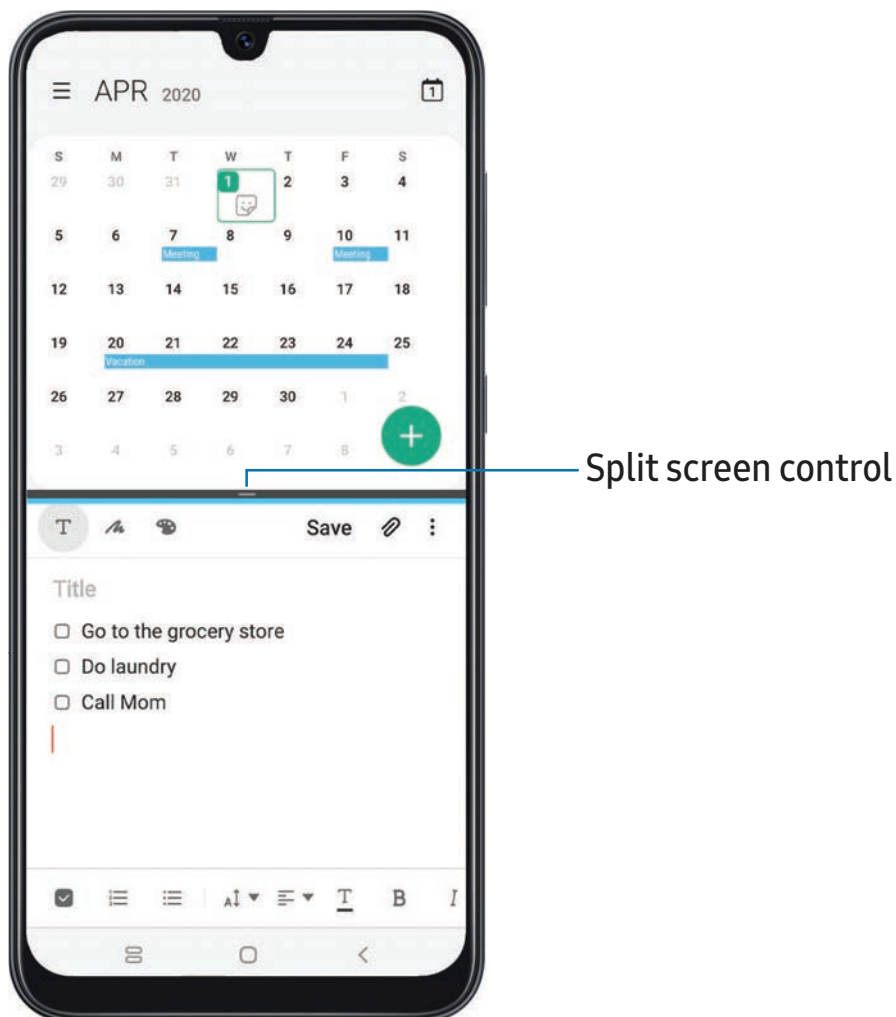 APR 2020
1
S M T W T F S
29 30 31 1 2 3 4
5 6 7 8 9 10 11
Meeting Meeting
12 13 14 15 16 17 18
19 20 21 22 23 24 25
Vacation
26 27 28 29 30 1 2
3 4 5 6 7 8
Split screen control
T Save
Title
Go to the grocery store
Do laundry
Call Mom
A T B I